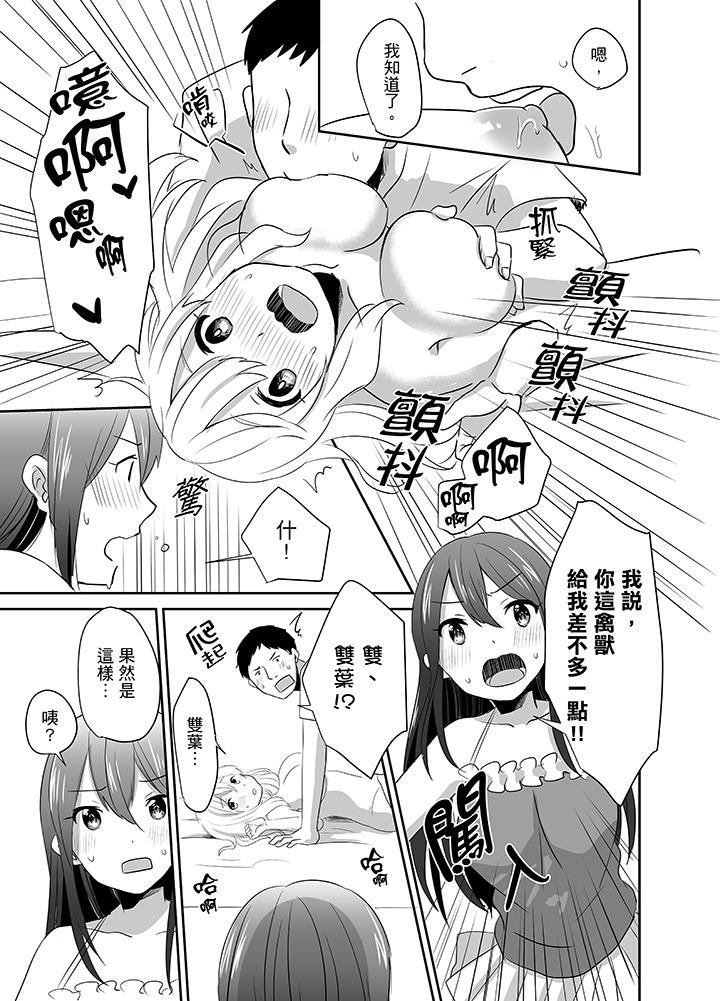 嗯，
我知道了。
啃
咬
噫
啊
嗯
啊
抓緊
顫抖
顫抖
顫抖
啊
啊
啊
啊
什！
驚
我說，
你這禽獸
給我差不多一點!!
闖
入
雙、
雙葉!?
爬
起
雙葉…
哈
啊
哈
啊
果然是
這樣…
咦？